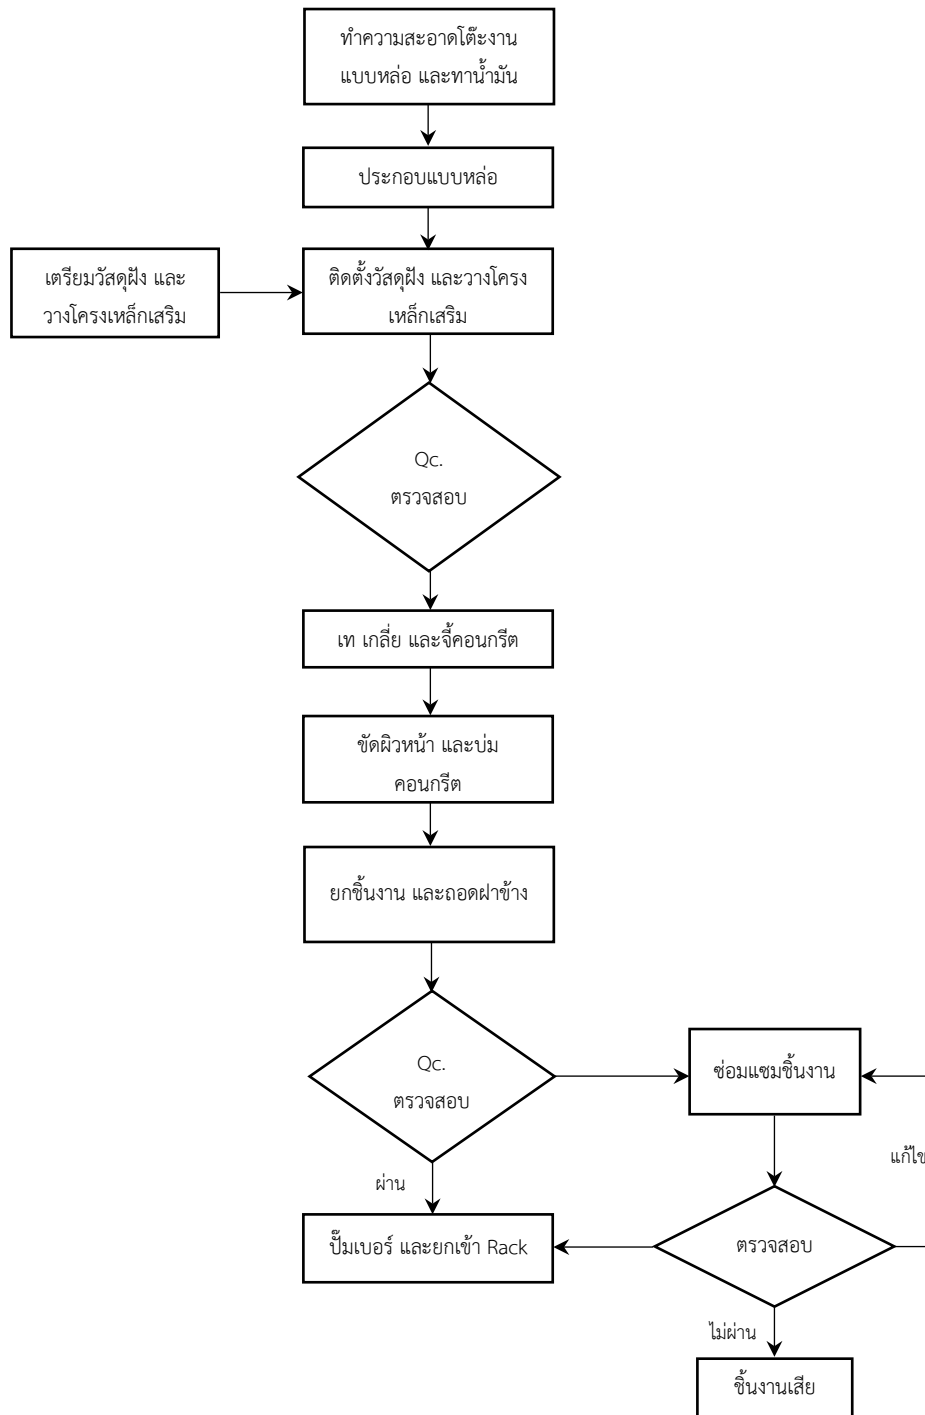 ทำความสะอาดโต๊ะงาน
แบบหล่อ และทาน้ำมัน
ประกอบแบบหล่อ
เตรียมวัสดุฝัง และ
วางโครงเหล็กเสริม
ติดตั้งวัสดุฝัง และวางโครง
เหล็กเสริม
Qc.
ตรวจสอบ
เท เกลี่ย และจี้คอนกรีต
ขัดผิวหน้า และบ่ม
คอนกรีต
ยกชิ้นงาน และถอดฝาข้าง
Qc.
ตรวจสอบ
ซ่อมแซมชิ้นงาน
แก้ไข
ผ่าน
ปั๊มเบอร์ และยกเข้า Rack
ตรวจสอบ
ไม่ผ่าน
ชิ้นงานเสีย